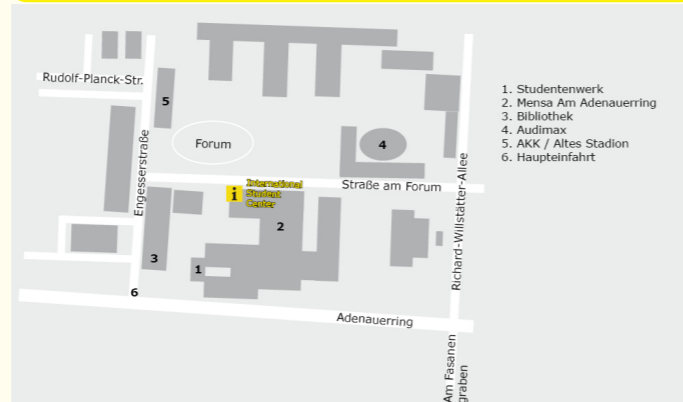 Rudolf-Planck-Str.
5
Engesserstraße
Forum
4
1. Studentenwerk
2. Mensa Am Adenauerring
3. Bibliothek
4. Audimax
5. AKK / Altes Stadion
6. Haupteinfahrt
i
International
Student
Center
Straße am Forum
Richard-Willstätter-Allee
2
3
1
6
Adenauerring
Am Fasanen
graben